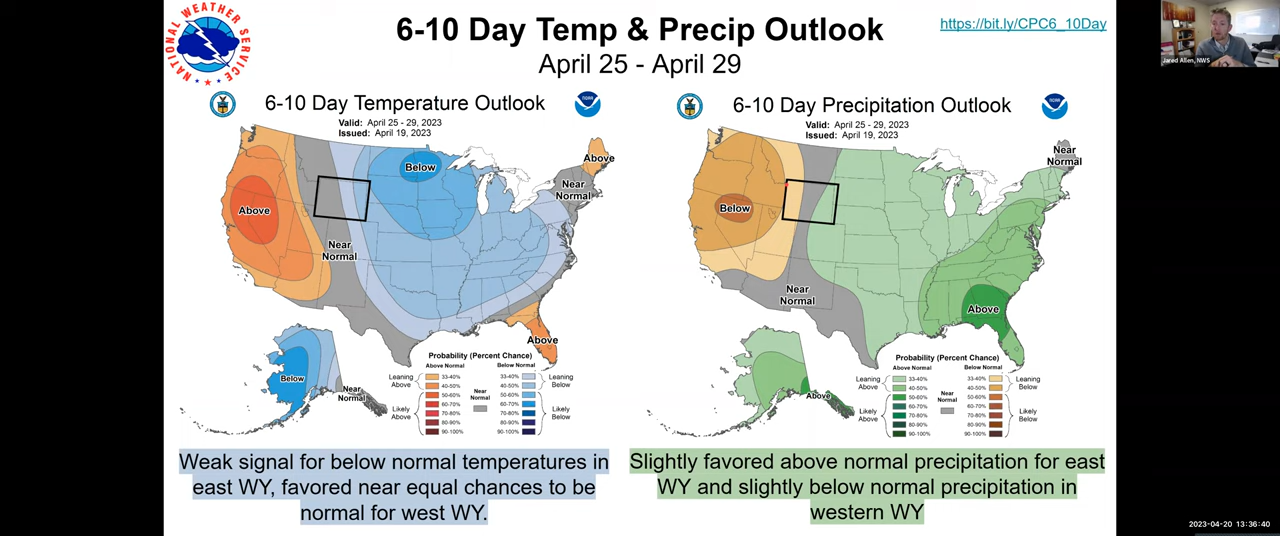 6-10 Day Temp & Precip Outlook
April 25 - April 29
https://bit.ly/CPC6_10Day
NATIONAL WEATHER SERVICE
Jared Allen, NWS
6-10 Day Temperature Outlook
noaa
Valid: April 25 - 29, 2023
Issued: April 19, 2023
Above
Below
Near
Normal
Above
Near
Normal
Above
Below
Near
Normal
Probability (Percent Chance)
Above Normal
Below Normal
Leaning
Above
33-40%
40-50%
50-60%
60-70%
70-80%
80-90%
90-100%
Likely
Above
Near
Normal
33-40%
40-50%
50-60%
60-70%
70-80%
80-90%
90-100%
Leaning
Below
Likely
Below
6-10 Day Precipitation Outlook
noaa
Valid: April 25 - 29, 2023
Issued: April 19, 2023
Near
Normal
Below
Near
Normal
Above
Above
Probability (Percent Chance)
Above Normal
Below Normal
Leaning
Above
33-40%
40-50%
50-60%
60-70%
70-80%
80-90%
90-100%
Likely
Above
Near
Normal
33-40%
40-50%
50-60%
60-70%
70-80%
80-90%
90-100%
Leaning
Below
Likely
Below
Weak signal for below normal temperatures in
east WY, favored near equal chances to be
normal for west WY.
Slightly favored above normal precipitation for east
WY and slightly below normal precipitation in
western WY
2023-04-20 13:36:40